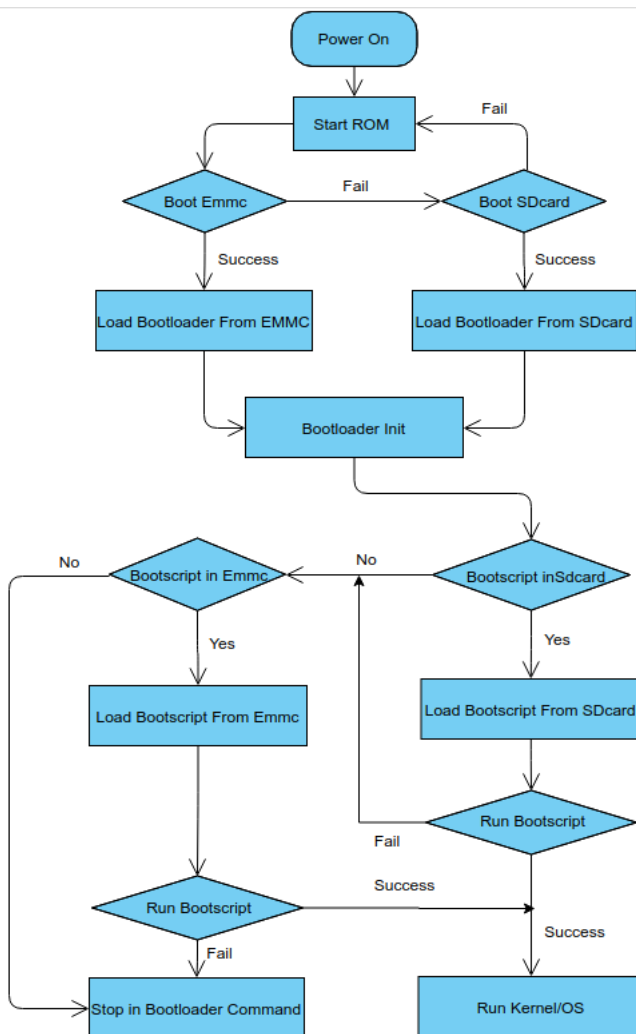 Power On
Fail
Start ROM
Boot Emmc
Fail
Boot SDcard
Success
Success
Load Bootloader From EMMC
Load Bootloader From SDcard
Bootloader Init
No
Bootscript in Emmc
No
Bootscript inSdcard
Yes
Yes
Load Bootscript From Emmc
Load Bootscript From SDcard
Run Bootscript
Fail
Run Bootscript
Success
Success
Fail
Stop in Bootloader Command
Run Kernel/OS